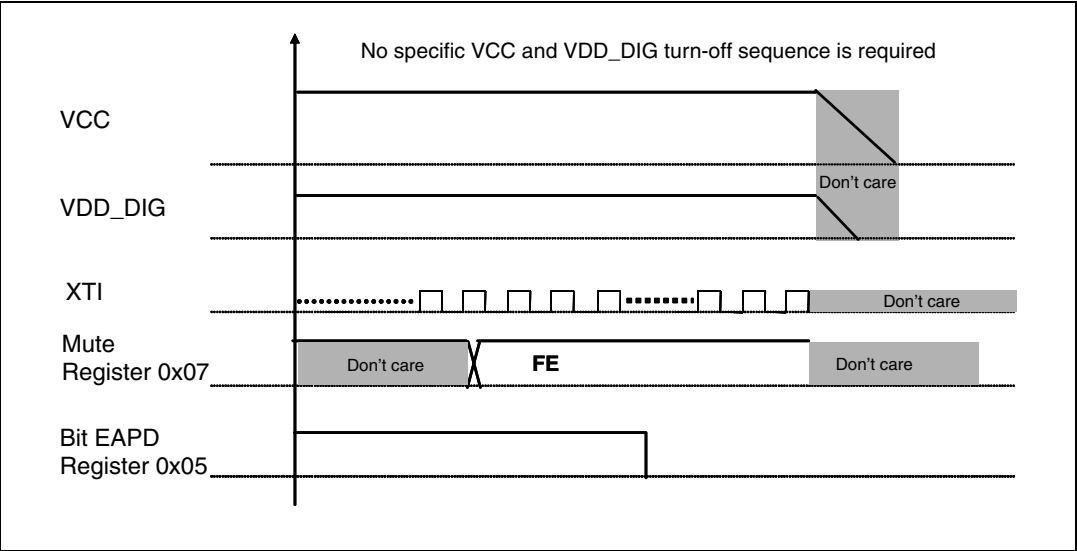 No specific VCC and VDD_DIG turn-off sequence is required
VCC
Don't care
VDD_DIG
XTI
Don't care
Mute
Register 0x07
Don't care
FE
Don't care
Bit EAPD
Register 0x05